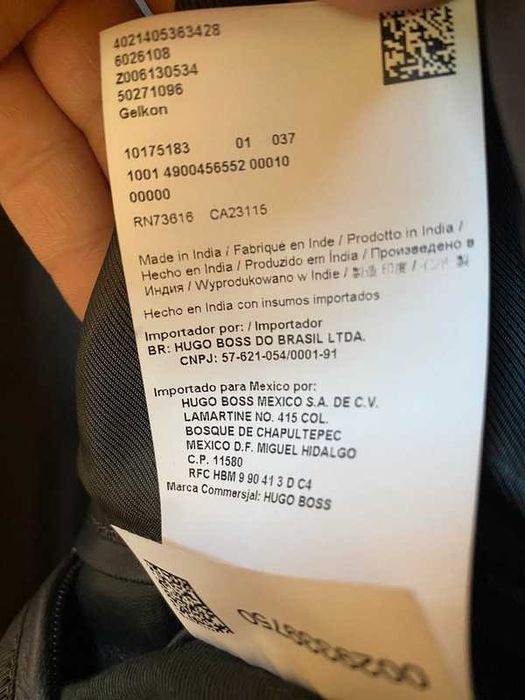 4021405363428
6026108
Z006130534
50271096
Gelkon
10175183 01 037
1001 4900456552 00010
00000
RN73616 CA23115
Made in India / Fabriqué en Inde / Prodotto in India /
Hecho en India / Produzido em Índia / Произведено в
Индия / Wyprodukowano w Indie / 製造 印度 / インド 製
Hecho en India con insumos importados
Importador por: / Importador
BR: HUGO BOSS DO BRASIL LTDA.
CNPJ: 57-621-054/0001-91
Importado para Mexico por:
HUGO BOSS MEXICO S.A. DE C.V.
LAMARTINE NO. 415 COL.
BOSQUE DE CHAPULTEPEC
MEXICO D.F. MIGUEL HIDALGO
C.P. 11580
RFC HBM 9 90 41 3 D C4
Marca Commersjal: HUGO BOSS